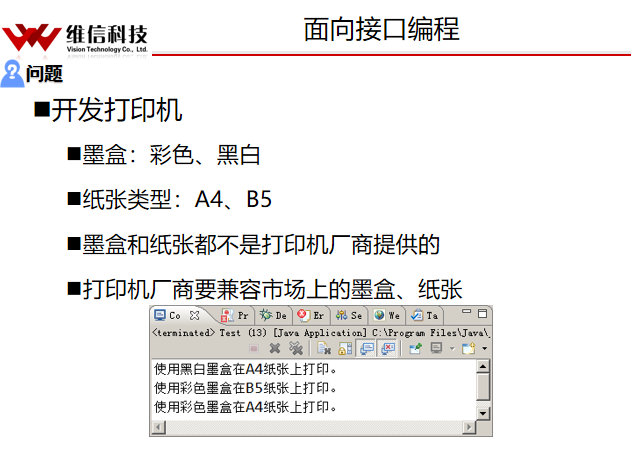 维信科技
Vision Technology Co., Ltd.
面向接口编程
?问题
■开发打印机
■墨盒：彩色、黑白
■纸张类型：A4、B5
■墨盒和纸张都不是打印机厂商提供的
■打印机厂商要兼容市场上的墨盒、纸张
Co Pr De Er Se We Ta
<terminated> Test (13) [Java Application] C:\Program Files\Java\
使用黑白墨盒在A4纸张上打印。
使用彩色墨盒在B5纸张上打印。
使用彩色墨盒在A4纸张上打印。